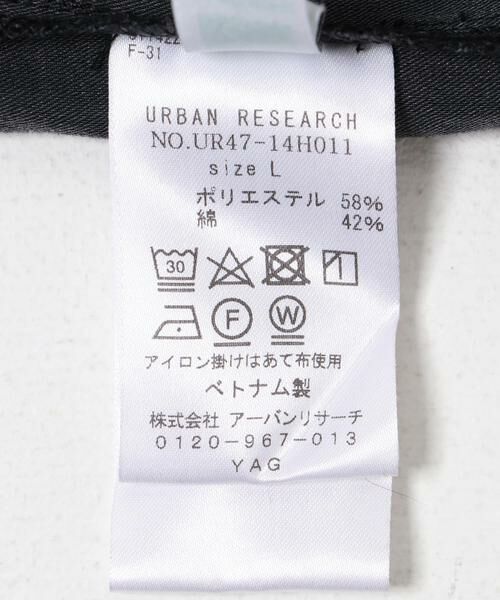 F-31
URBAN RESEARCH
NO.UR47-14H011
size L
ポリエステル 58%
綿 42%
30
F W
アイロン掛けはあて布使用
ベトナム製
株式会社 アーバンリサーチ
0120-967-013
YAG